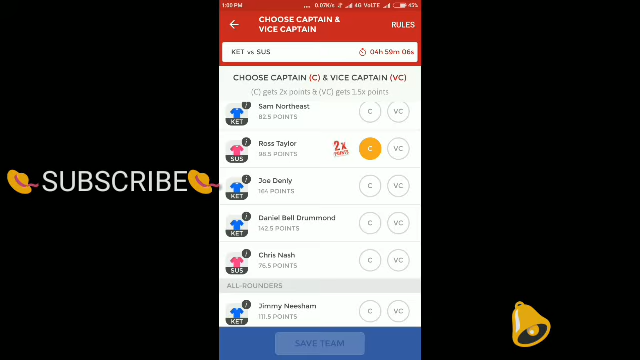 1:00 PM 0.07K/s 4G VoLTE 4G 43%
CHOOSE CAPTAIN &
VICE CAPTAIN
RULES
KET vs SUS 04h 59m 06s
CHOOSE CAPTAIN (C) & VICE CAPTAIN (VC)
(C) gets 2x points & (VC) gets 1.5x points
Sam Northeast
82.5 POINTS
KET
C VC
Ross Taylor
98.5 POINTS
SUS
2x
POINTS
C VC
SUBSCRIBE
Joe Denly
164 POINTS
KET
C VC
Daniel Bell Drummond
142.5 POINTS
KET
C VC
Chris Nash
76.5 POINTS
SUS
C VC
ALL-ROUNDERS
Jimmy Neesham
111.5 POINTS
KET
C VC
SAVE TEAM